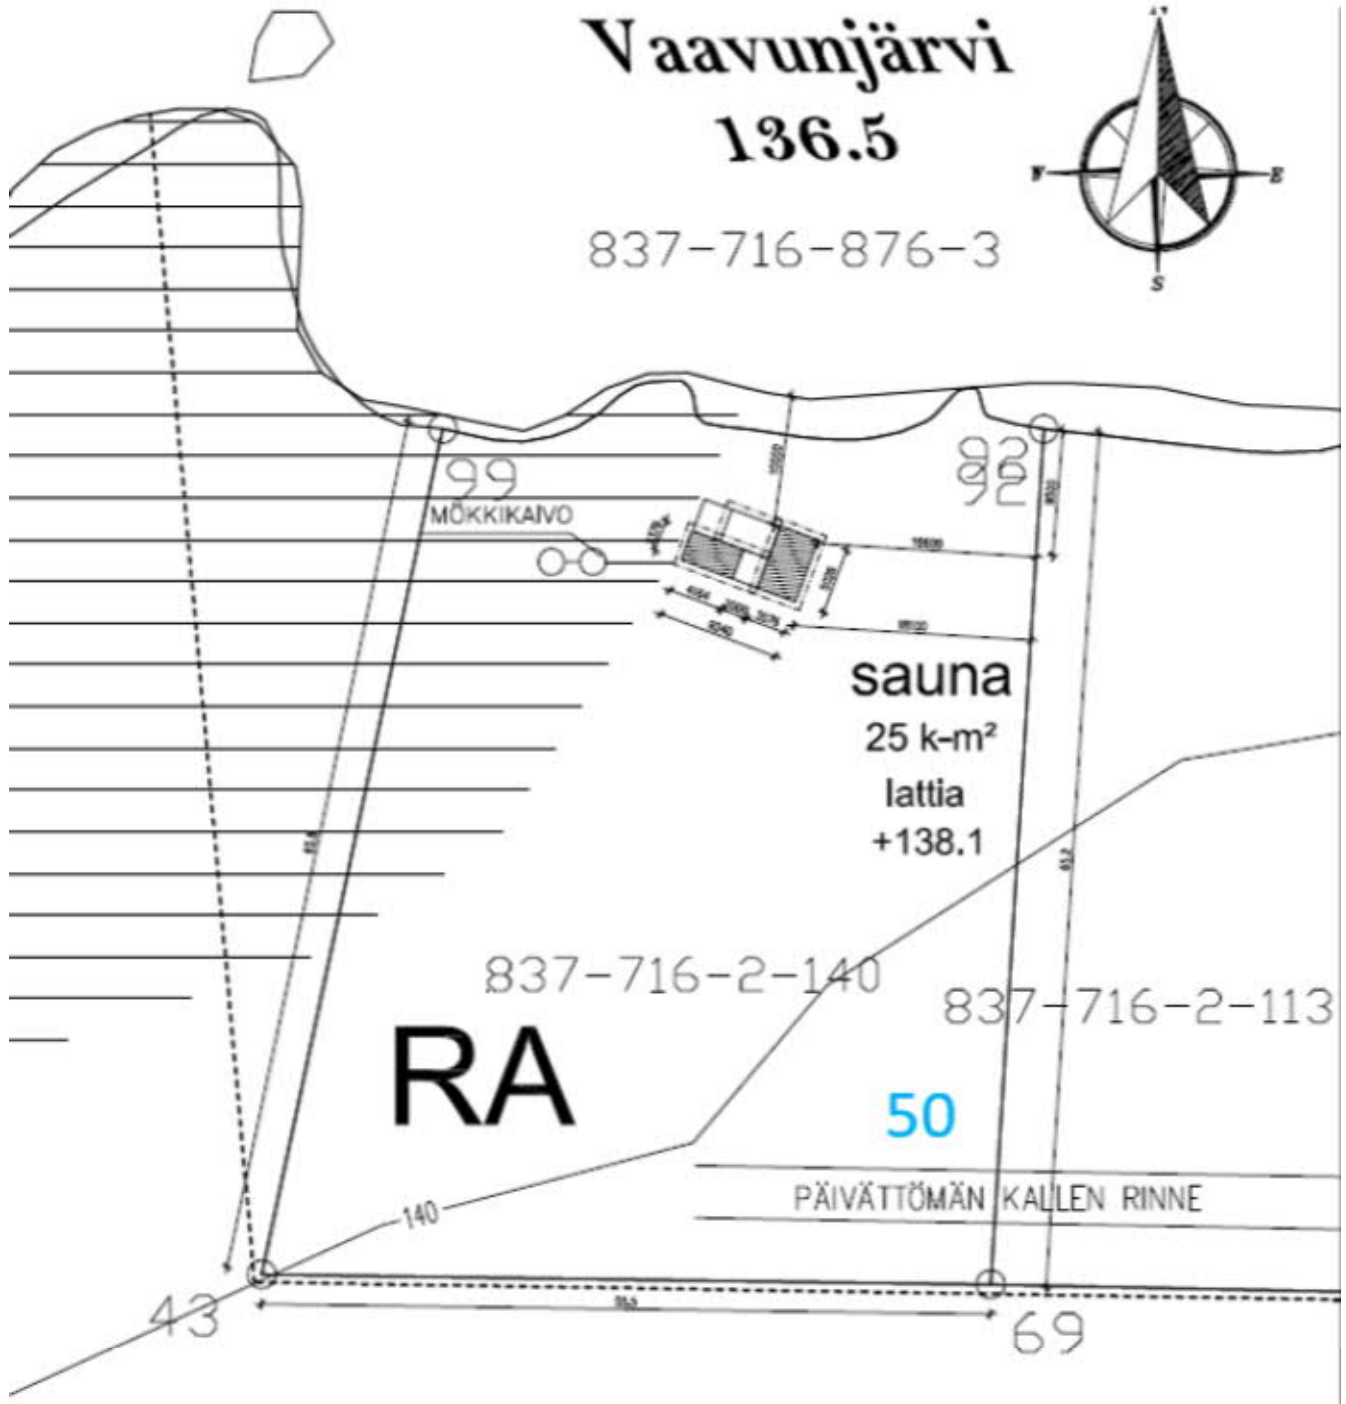 Vaavunjärvi
136.5
W
E
S
837-716-876-3
99
92
92
MÖKKIKAIVO
10000
sauna
25 k-m²
lattia
+138.1
837-716-2-140
837-716-2-113
RA
50
PÄIVÄTTÖMÄN KALLEN RINNE
140
43
69